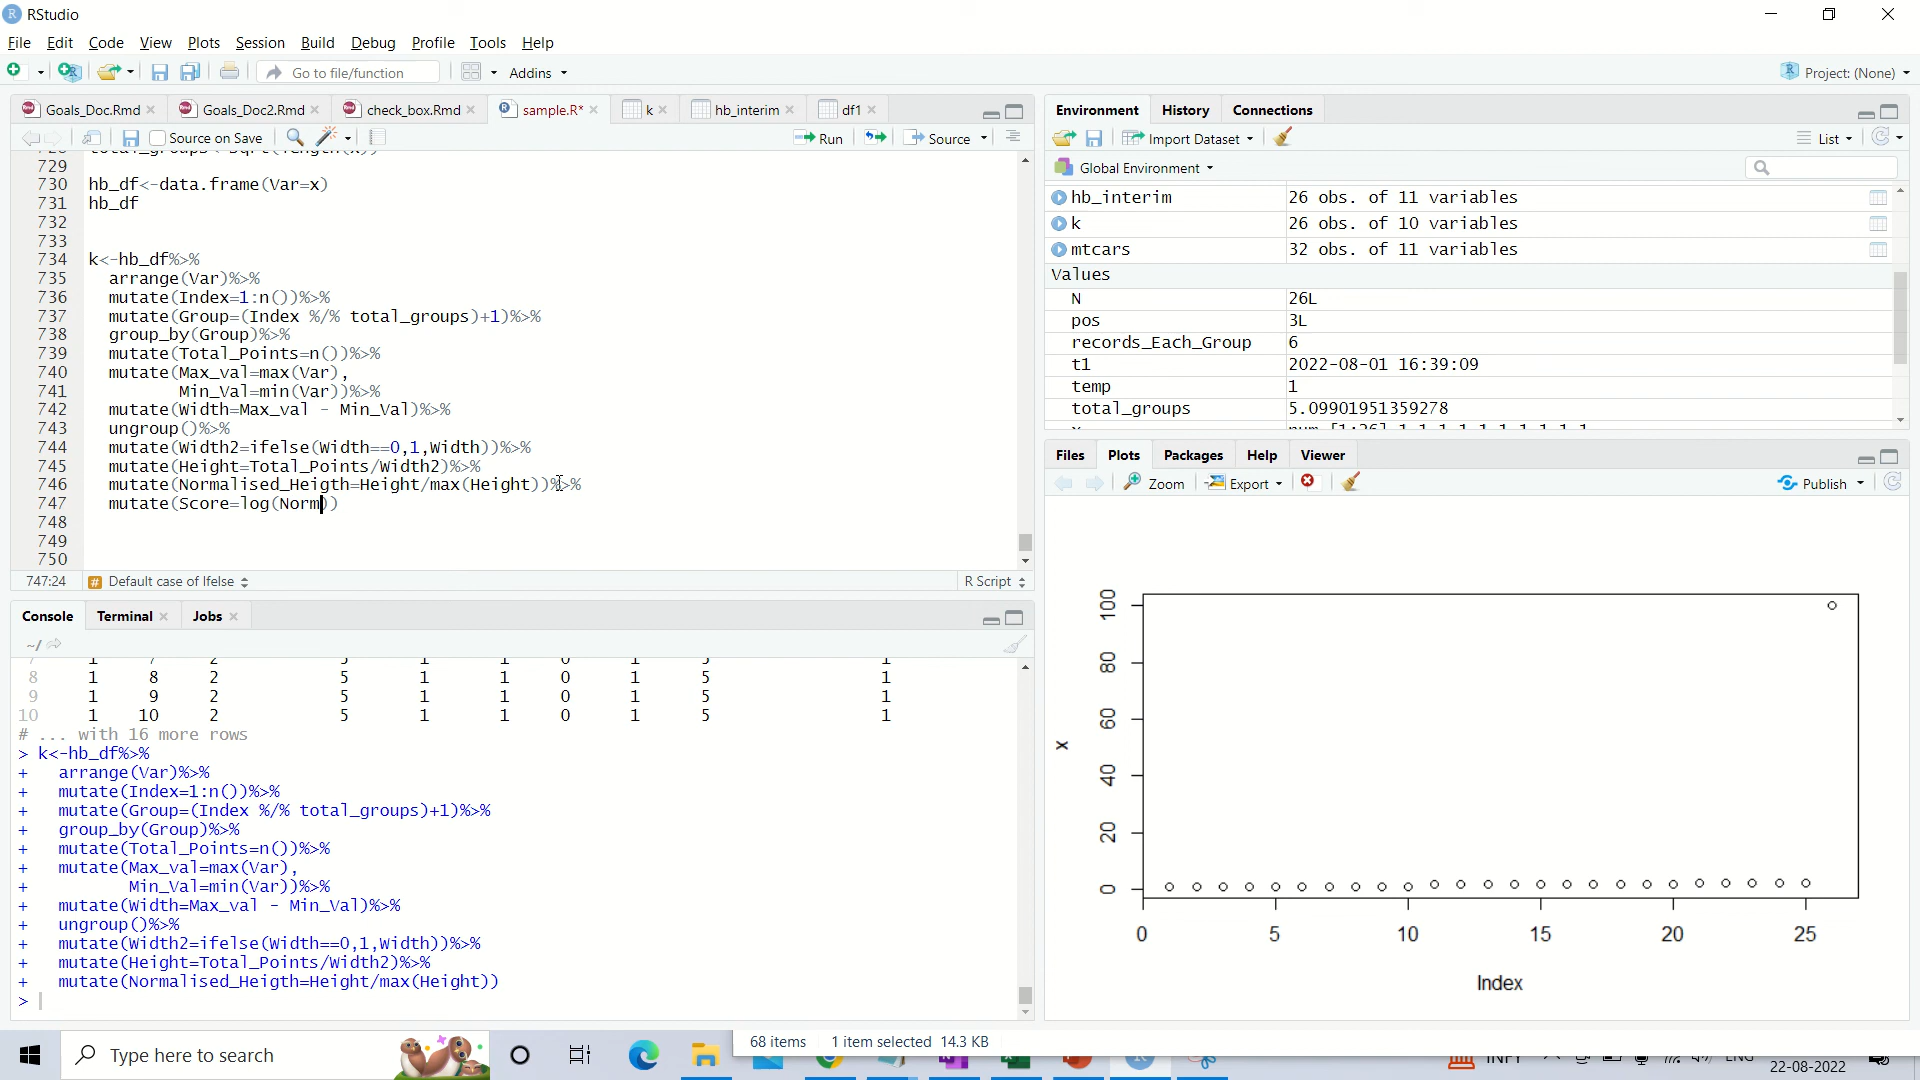 RStudio
File Edit Code View Plots Session Build Debug Profile Tools Help
Go to file/function Addins Project: (None)
Goals_Doc.Rmd Goals_Doc2.Rmd check_box.Rmd sample.R* k hb_interim df1
Source on Save Run Source
729
730 hb_df<-data.frame(Var=x)
731 hb_df
732
733
734 k<-hb_df%>%
735 arrange(Var)%>%
736 mutate(Index=1:n())%>%
737 mutate(Group=(Index %/% total_groups)+1)%>%
738 group_by(Group)%>%
739 mutate(Total_Points=n())%>%
740 mutate(Max_val=max(Var),
741 Min_Val=min(Var))%>%
742 mutate(Width=Max_val - Min_Val)%>%
743 ungroup()%>%
744 mutate(Width2=ifelse(Width==0,1,Width))%>%
745 mutate(Height=Total_Points/Width2)%>%
746 mutate(Normalised_Heigth=Height/max(Height))%>%
747 mutate(Score=log(Norm))
748
749
750
747:24 Default case of Ifelse R Script
Console Terminal Jobs
~/
8 1 8 2 5 1 1 0 1 5 1
9 1 9 2 5 1 1 0 1 5 1
10 1 10 2 5 1 1 0 1 5 1
# ... with 16 more rows
> k<-hb_df%>%
+ arrange(Var)%>%
+ mutate(Index=1:n())%>%
+ mutate(Group=(Index %/% total_groups)+1)%>%
+ group_by(Group)%>%
+ mutate(Total_Points=n())%>%
+ mutate(Max_val=max(Var),
+ Min_Val=min(Var))%>%
+ mutate(Width=Max_val - Min_Val)%>%
+ ungroup()%>%
+ mutate(Width2=ifelse(Width==0,1,Width))%>%
+ mutate(Height=Total_Points/Width2)%>%
+ mutate(Normalised_Heigth=Height/max(Height))
>
Environment History Connections
Import Dataset List
Global Environment
hb_interim 26 obs. of 11 variables
k 26 obs. of 10 variables
mtcars 32 obs. of 11 variables
Values
N 26L
pos 3L
records_Each_Group 6
t1 2022-08-01 16:39:09
temp 1
total_groups 5.09901951359278
Files Plots Packages Help Viewer
Zoom Export Publish
100
80
60
40
20
0
x
0 5 10 15 20 25
Index
Type here to search
68 items 1 item selected 14.3 KB
INFY ENG
22-08-2022